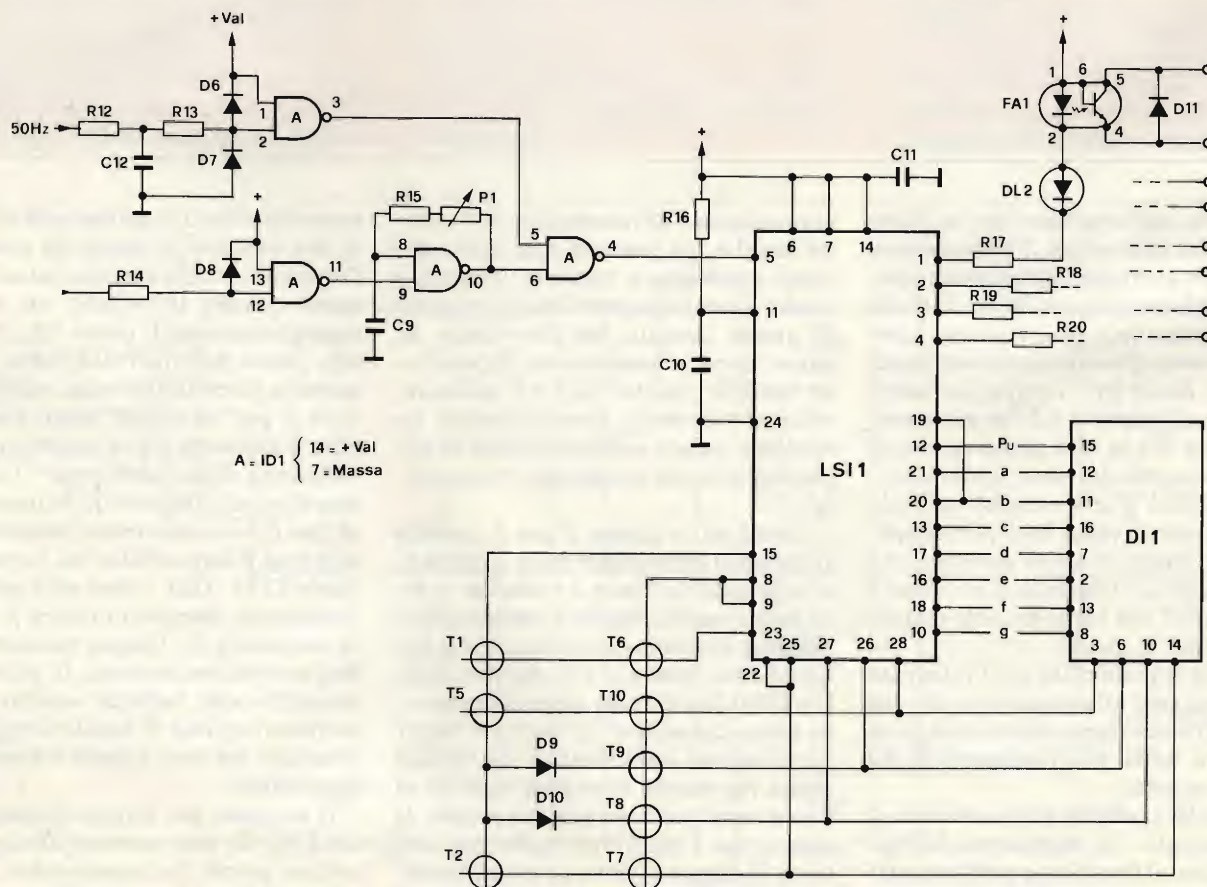 + Val
D6
R12
R13
50Hz
1
2
A
3
C12
D7
+
D8
R14
13
12
A
11
R15
P1
8
9
A
10
C9
5
6
A
4
A = ID1 { 14 = + Val
7 = Massa
+
R16
C11
C10
6 7 14
5
11
24
15
8
9
23
22 25 27 26 28
LSI1
1
2
3
4
19
12
21
20
13
17
16
18
10
R17
R18
R19
R20
+
1 6 5
FA1
2 4
D11
DL2
Pu
a
b
c
d
e
f
g
15
12
11
16
7
2
13
8
DI1
3 6 10 14
T1
T6
T5
T10
D9
T9
D10
T8
T2
T7